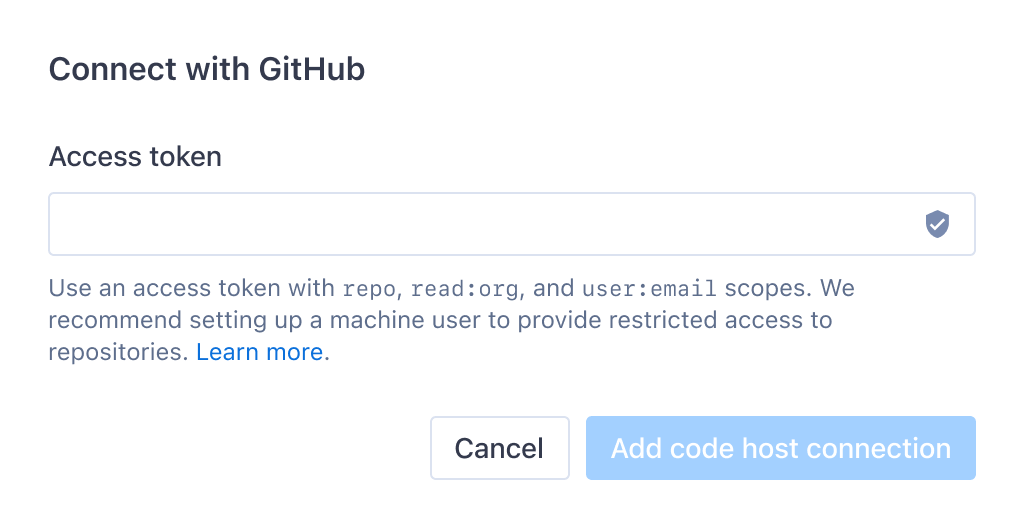 Connect with GitHub
Access token
Use an access token with repo, read:org, and user:email scopes. We
recommend setting up a machine user to provide restricted access to
repositories. Learn more.
Cancel
Add code host connection